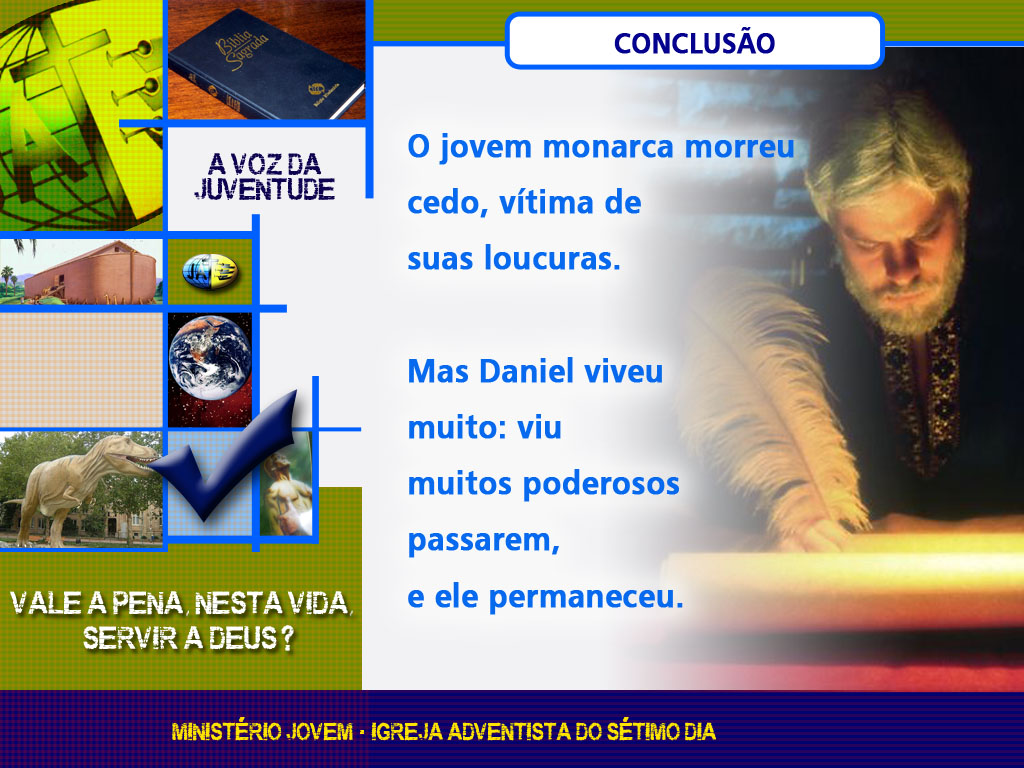 CONCLUSÃO
Bíblia
Sagrada
A VOZ DA
JUVENTUDE
O jovem monarca morreu
cedo, vítima de
suas loucuras.
Mas Daniel viveu
muito: viu
muitos poderosos
passarem,
e ele permaneceu.
VALE A PENA, NESTA VIDA,
SERVIR A DEUS?
MINISTÉRIO JOVEM - IGREJA ADVENTISTA DO SÉTIMO DIA